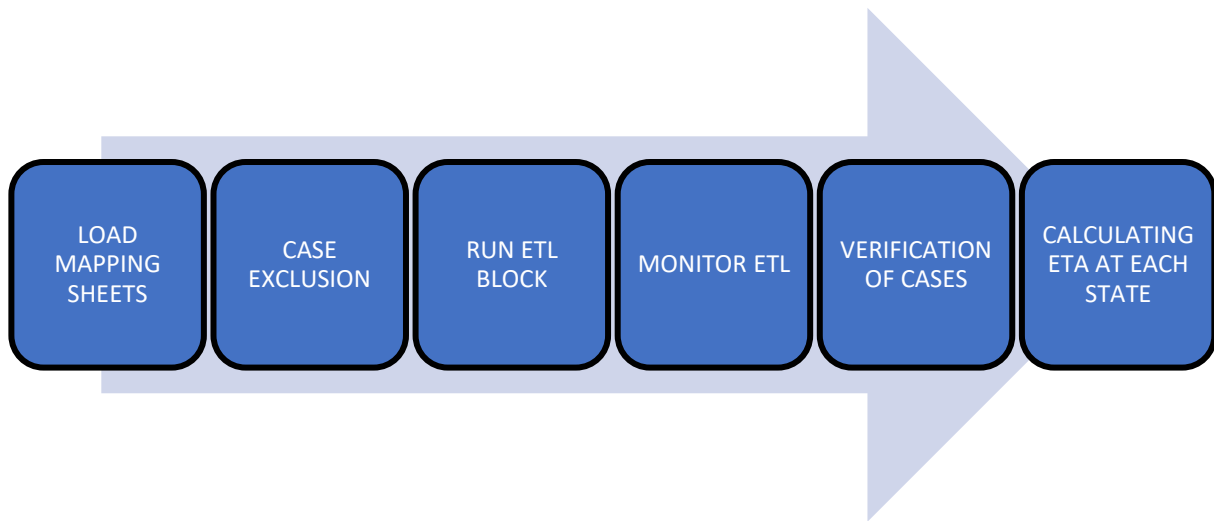 LOAD
MAPPING
SHEETS
CASE
EXCLUSION
RUN ETL
BLOCK
MONITOR ETL
VERIFICATION
OF CASES
CALCULATING
ETA AT EACH
STATE